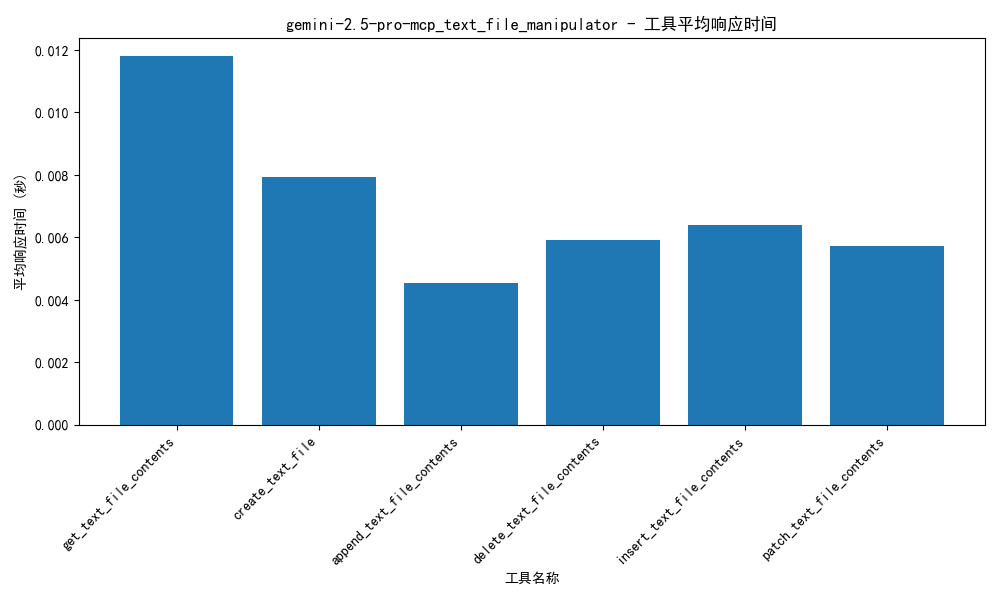 gemini-2.5-pro-mcp_text_file_manipulator - 工具平均响应时间
平均响应时间 (秒)
0.012
0.010
0.008
0.006
0.004
0.002
0.000
get_text_file_contents
create_text_file
append_text_file_contents
delete_text_file_contents
insert_text_file_contents
patch_text_file_contents
工具名称